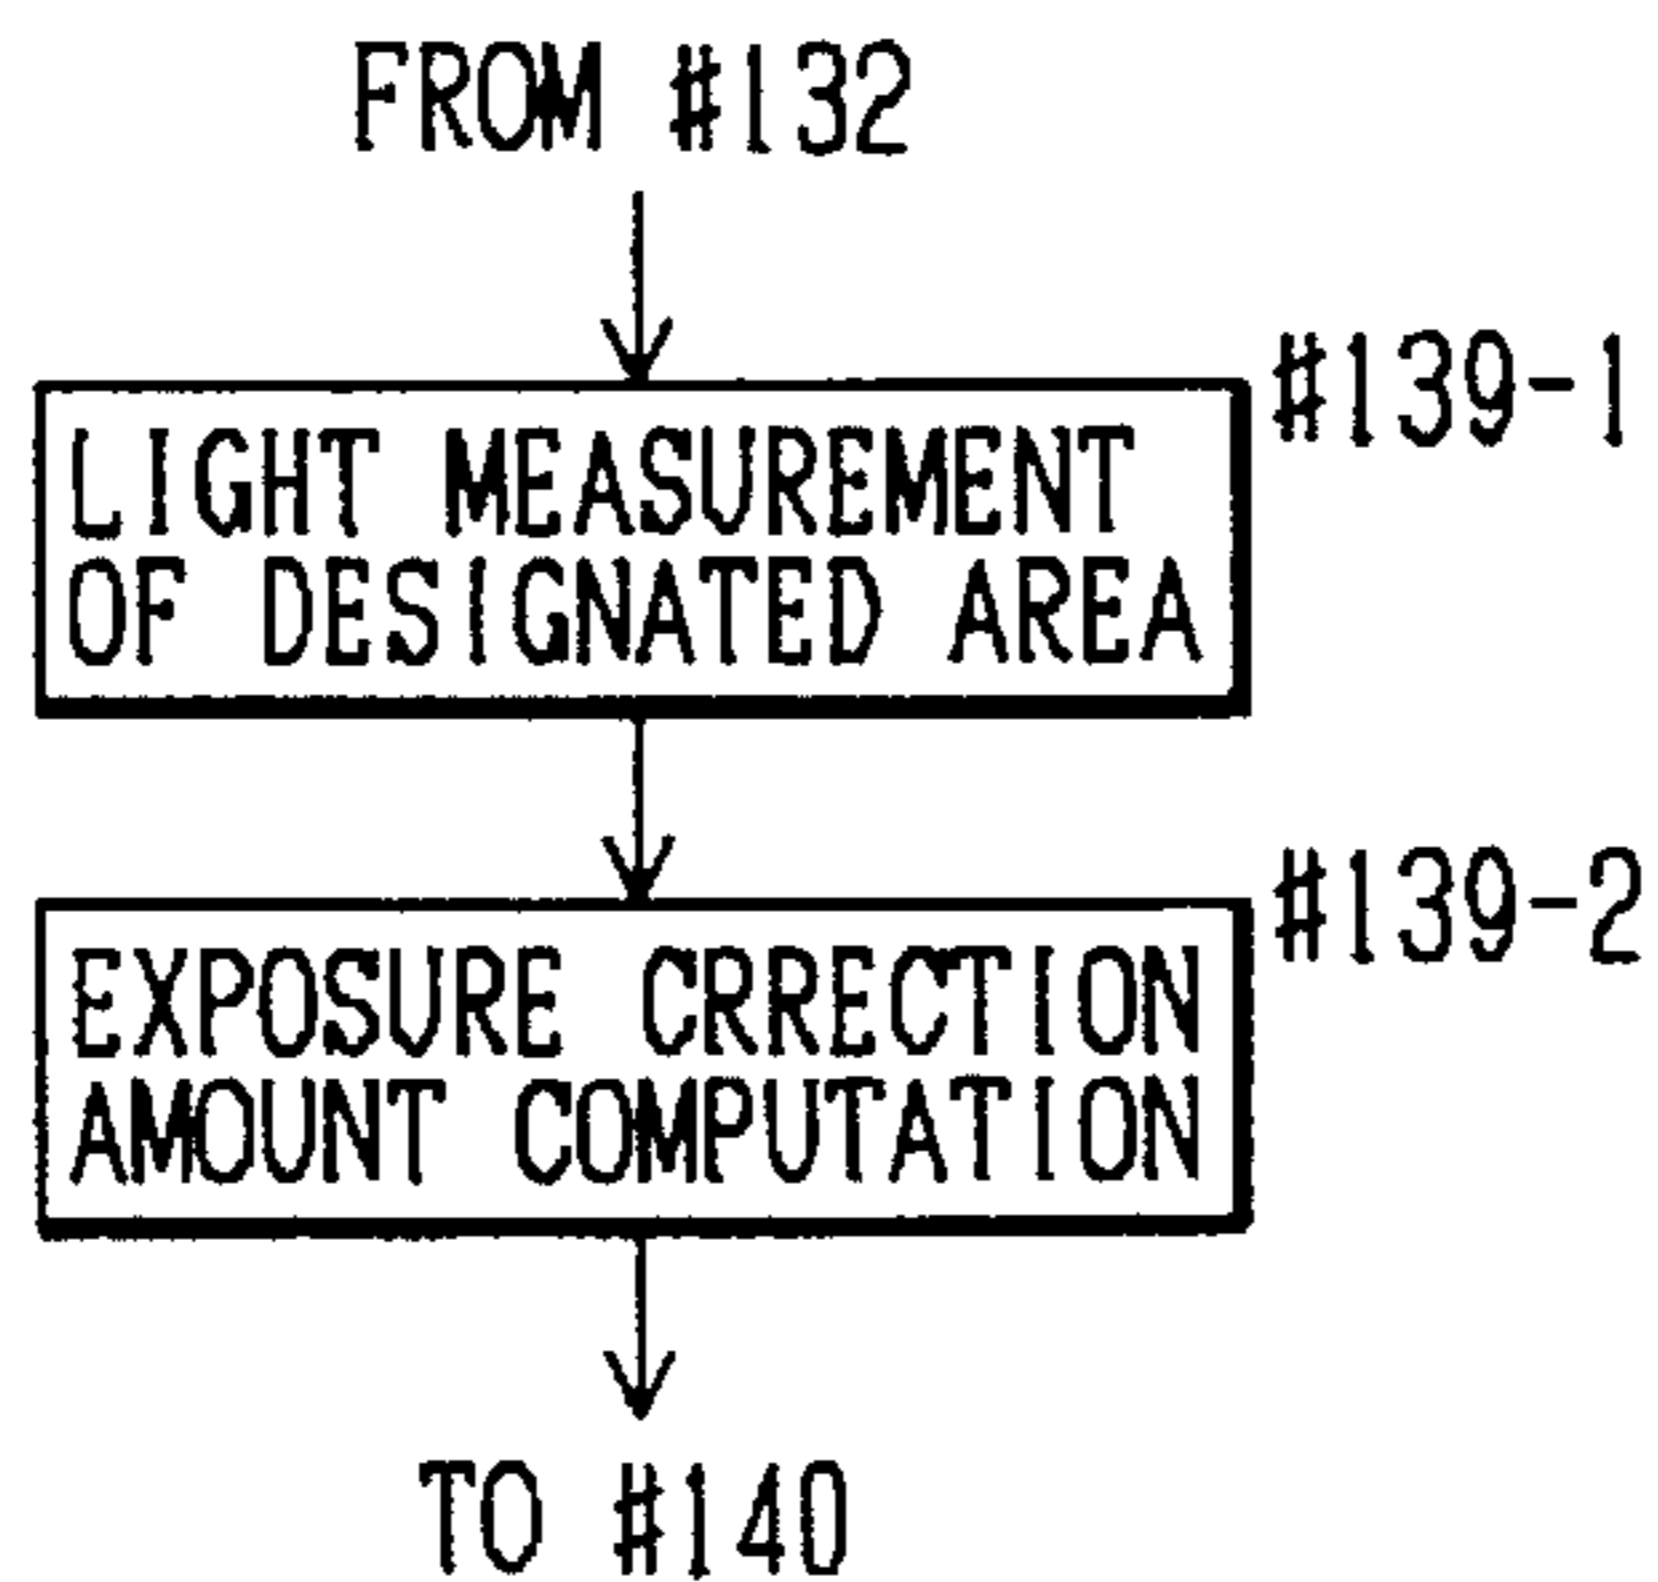 FROM #132
#139-1
LIGHT MEASUREMENT
OF DESIGNATED AREA
#139-2
EXPOSURE CRRECTION
AMOUNT COMPUTATION
TO #140